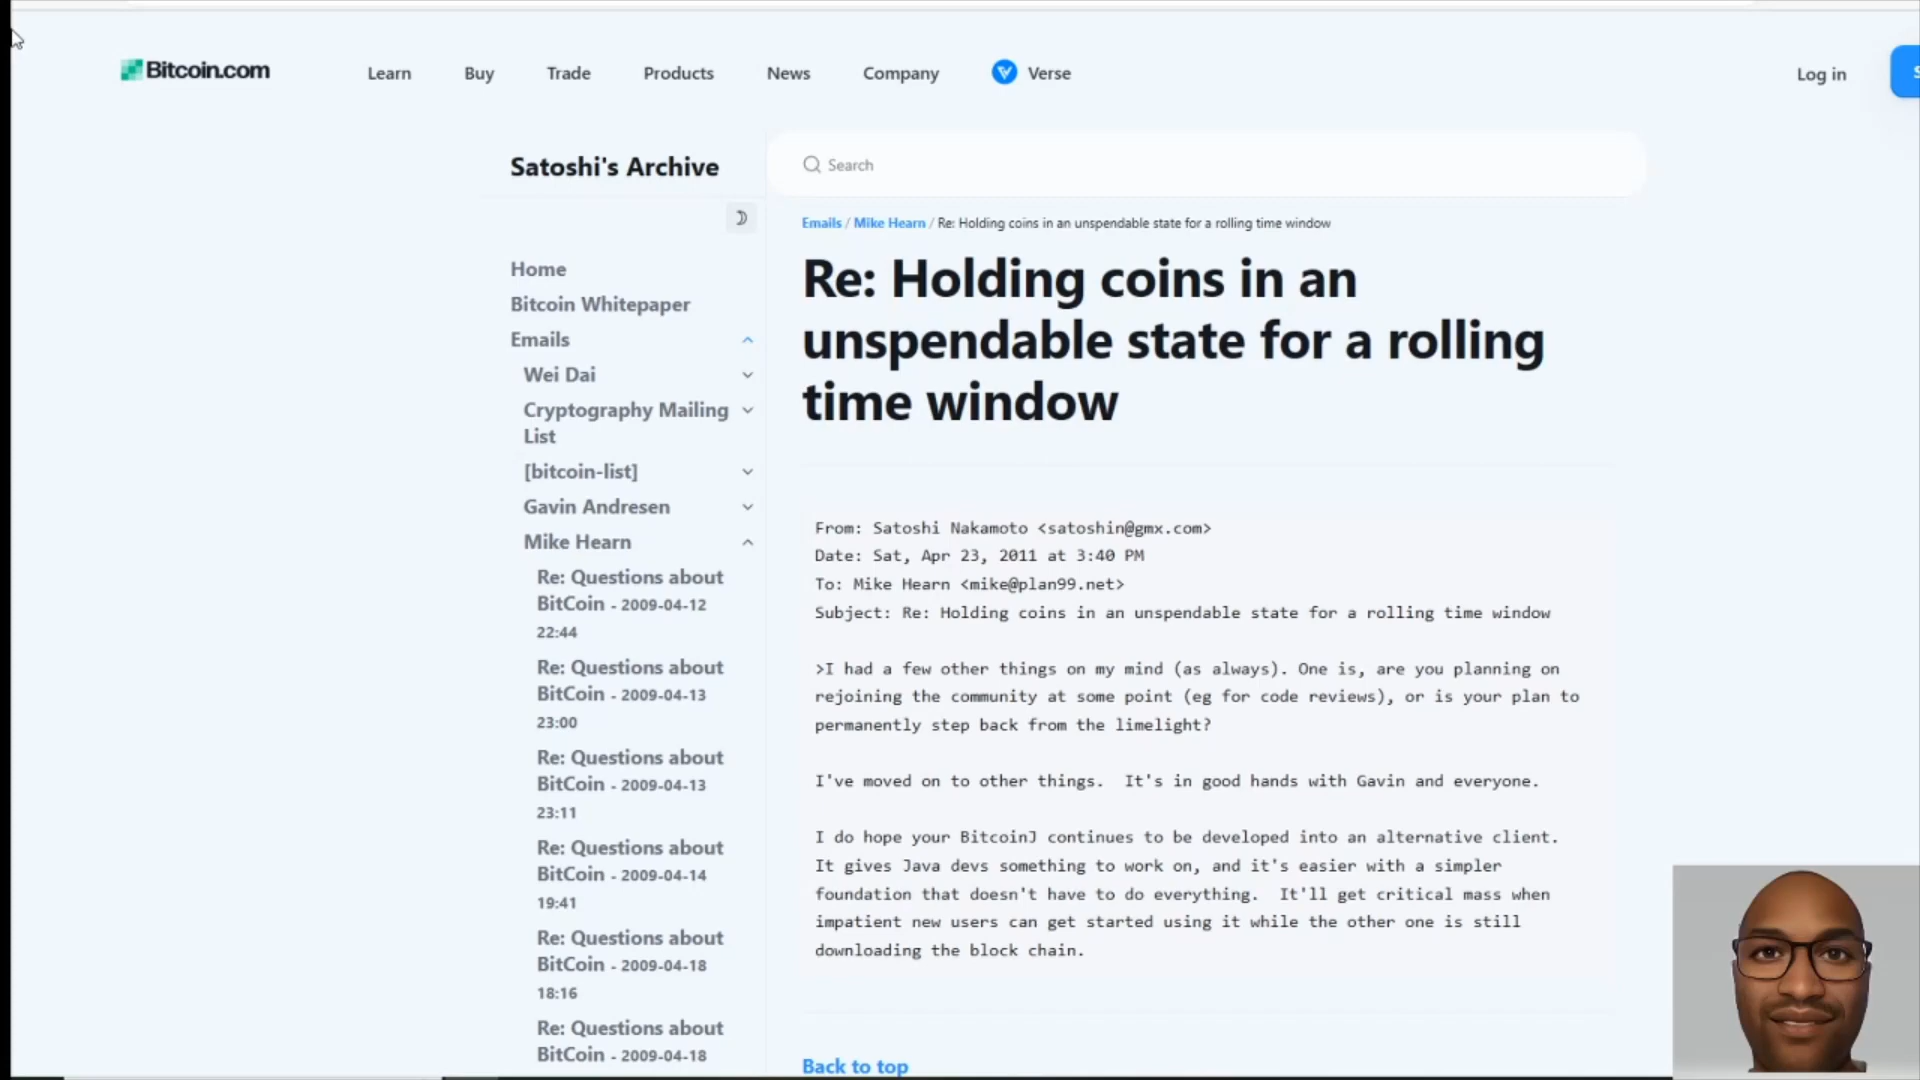 Bitcoin.com
Learn
Buy
Trade
Products
News
Company
Verse
Log in
Satoshi's Archive
Search
Home
Bitcoin Whitepaper
Emails
Wei Dai
Cryptography Mailing
List
[bitcoin-list]
Gavin Andresen
Mike Hearn
Re: Questions about
BitCoin - 2009-04-12
22:44
Re: Questions about
BitCoin - 2009-04-13
23:00
Re: Questions about
BitCoin - 2009-04-13
23:11
Re: Questions about
BitCoin - 2009-04-14
19:41
Re: Questions about
BitCoin - 2009-04-18
18:16
Re: Questions about
BitCoin - 2009-04-18
Emails / Mike Hearn / Re: Holding coins in an unspendable state for a rolling time window
Re: Holding coins in an
unspendable state for a rolling
time window
From: Satoshi Nakamoto <satoshin@gmx.com>
Date: Sat, Apr 23, 2011 at 3:40 PM
To: Mike Hearn <mike@plan99.net>
Subject: Re: Holding coins in an unspendable state for a rolling time window
>I had a few other things on my mind (as always). One is, are you planning on
rejoining the community at some point (eg for code reviews), or is your plan to
permanently step back from the limelight?
I've moved on to other things.  It's in good hands with Gavin and everyone.
I do hope your BitcoinJ continues to be developed into an alternative client.
It gives Java devs something to work on, and it's easier with a simpler
foundation that doesn't have to do everything.  It'll get critical mass when
impatient new users can get started using it while the other one is still
downloading the block chain.
Back to top